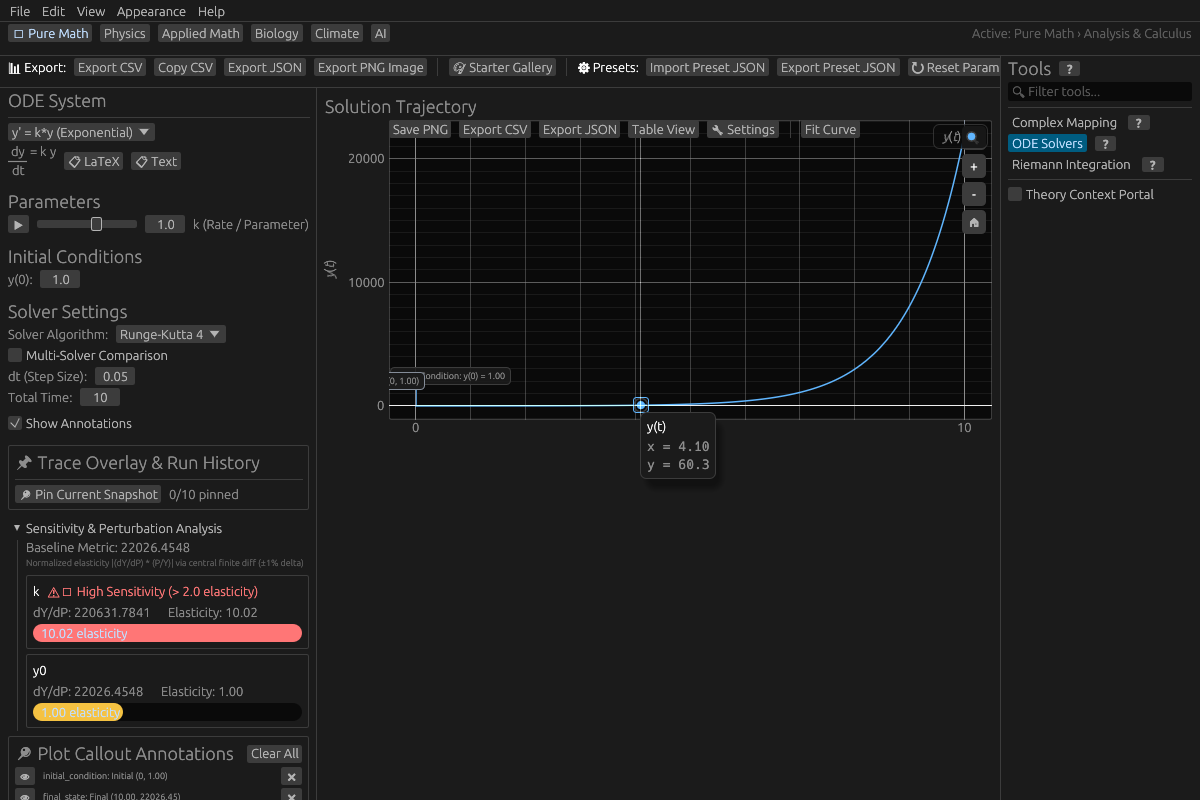 File Edit View Appearance Help
Pure Math Physics Applied Math Biology Climate AI Active: Pure Math › Analysis & Calculus
Export: Export CSV Copy CSV Export JSON Export PNG Image Starter Gallery Presets: Import Preset JSON Export Preset JSON Reset Param
ODE System
y' = k*y (Exponential)
dy/dt = k y LaTeX Text
Parameters
1.0 k (Rate / Parameter)
Initial Conditions
y(0): 1.0
Solver Settings
Solver Algorithm: Runge-Kutta 4
Multi-Solver Comparison
dt (Step Size): 0.05
Total Time: 10
Show Annotations
Trace Overlay & Run History
Pin Current Snapshot 0/10 pinned
Sensitivity & Perturbation Analysis
Baseline Metric: 22026.4548
Normalized elasticity |(dY/dP) * (P/Y)| via central finite diff (±1% delta)
k High Sensitivity (> 2.0 elasticity)
dY/dP: 220631.7841 Elasticity: 10.02
10.02 elasticity
y0
dY/dP: 22026.4548 Elasticity: 1.00
1.00 elasticity
Plot Callout Annotations Clear All
initial_condition: Initial (0, 1.00)
final_state: Final (10.00, 22026.45)
Solution Trajectory
Save PNG Export CSV Export JSON Table View Settings Fit Curve
y(t)
+
-
20000
10000
0
y(t)
ondition: y(0) = 1.00
0, 1.00)
0
10
y(t)
x = 4.10
y = 60.3
Tools ?
Filter tools...
Complex Mapping ?
ODE Solvers ?
Riemann Integration ?
Theory Context Portal